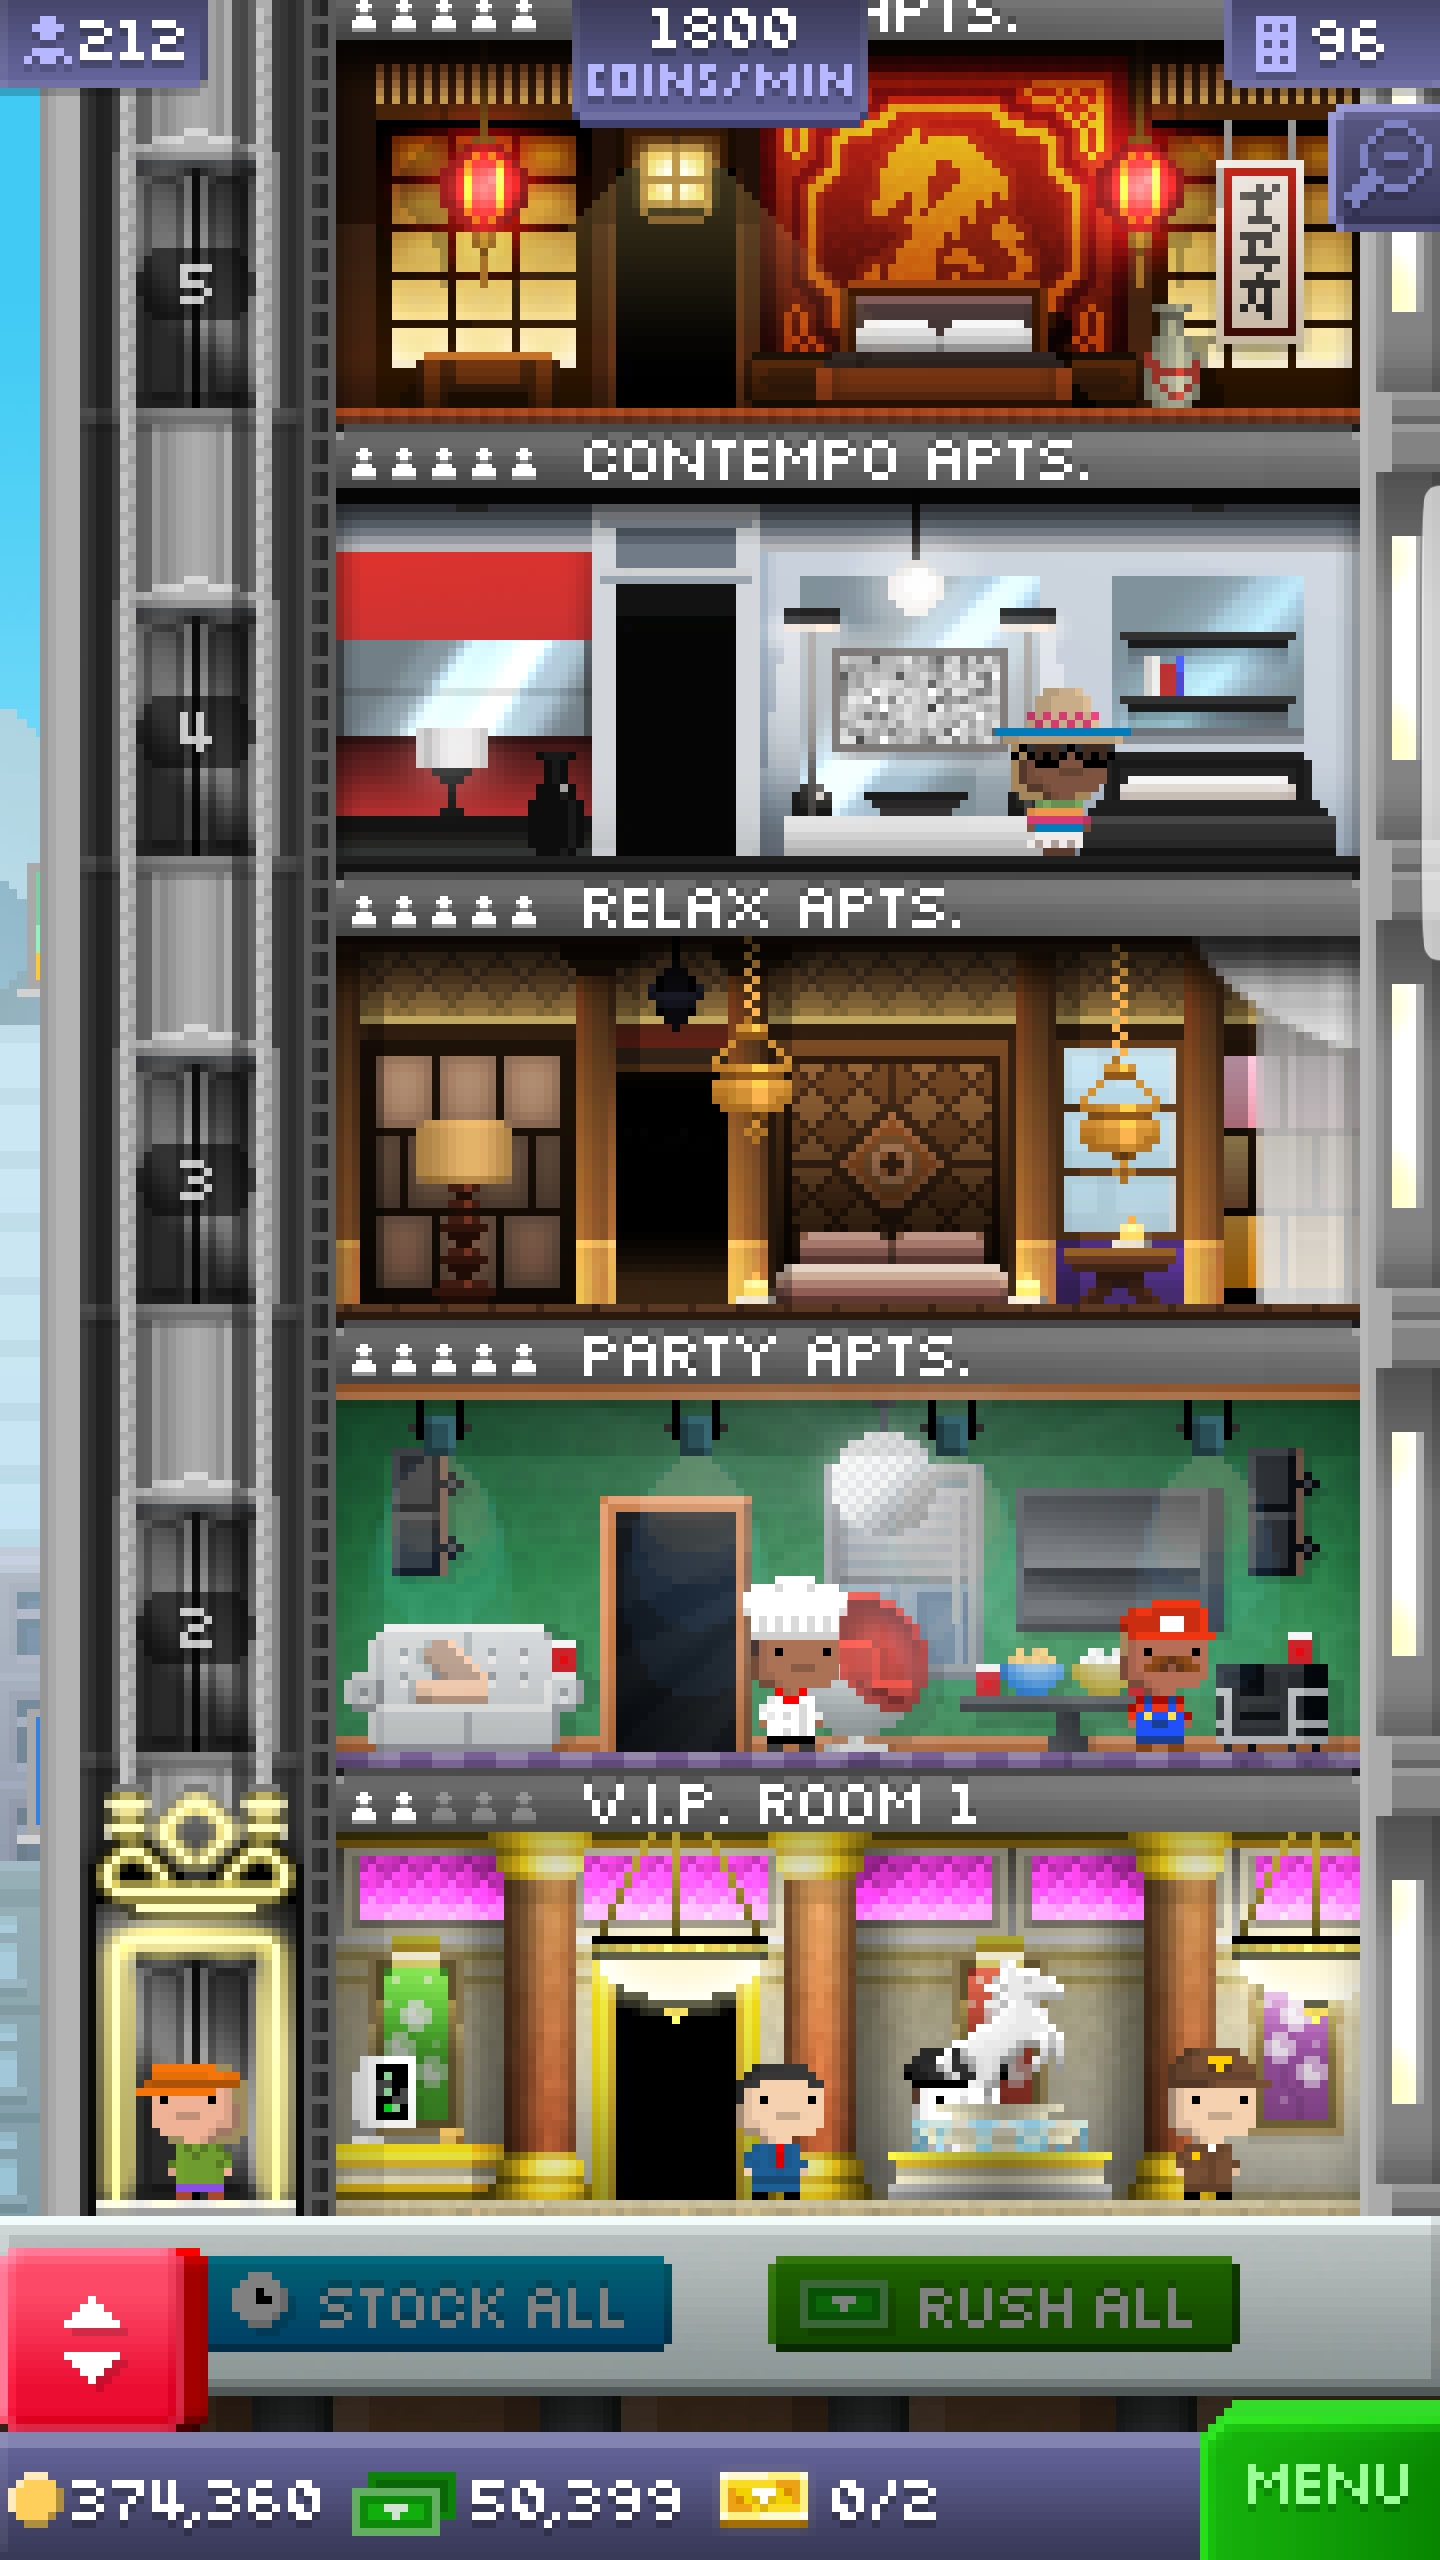 212
1800
COINS/MIN
APTS.
96
5
CONTEMPO APTS.
4
RELAX APTS.
3
PARTY APTS.
2
V.I.P. ROOM 1
STOCK ALL
RUSH ALL
374,360
50,399
0/2
MENU